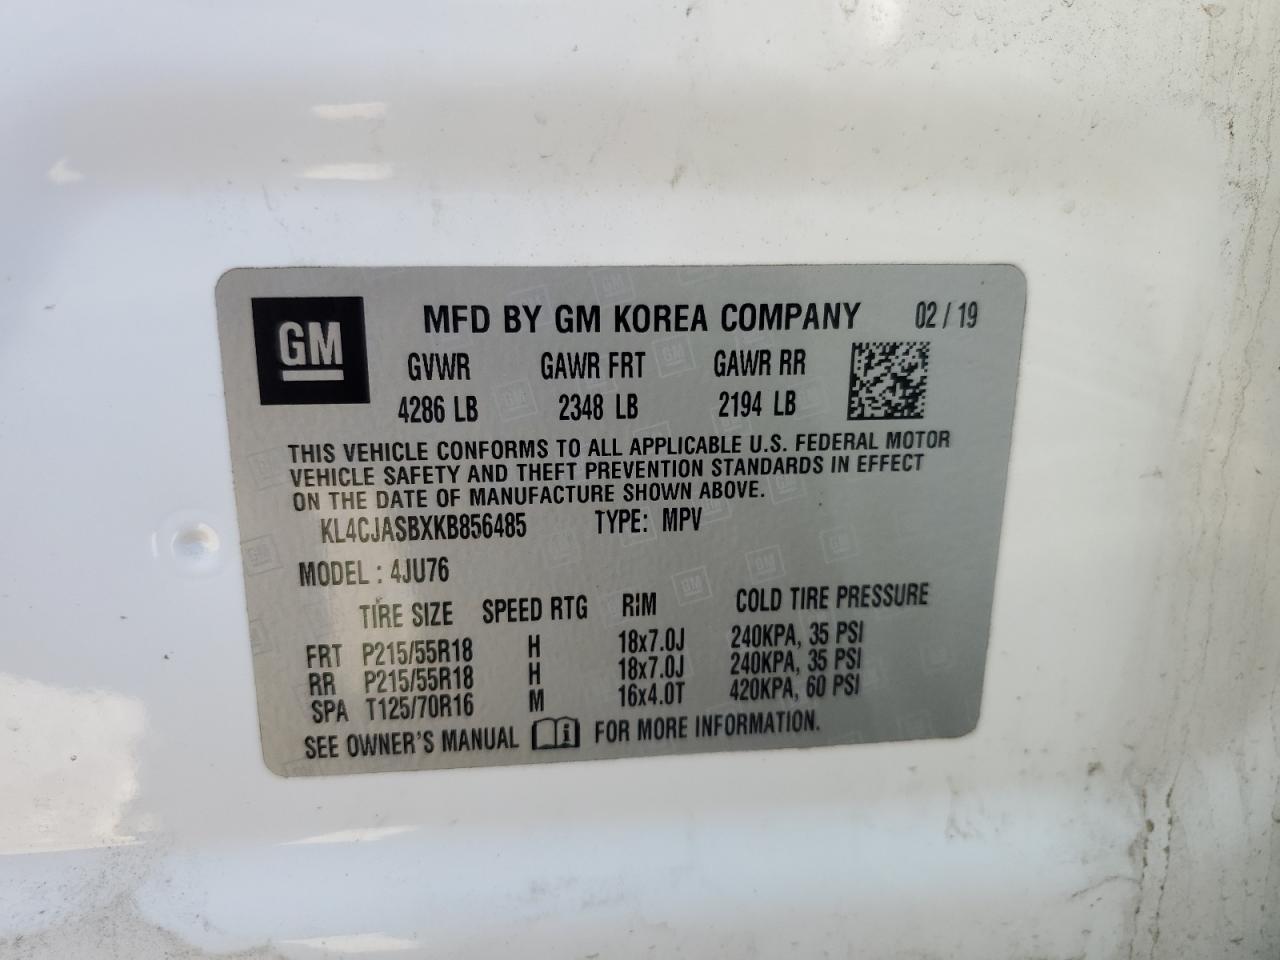 GM
MFD BY GM KOREA COMPANY 02 / 19
GVWR GAWR FRT GAWR RR
4286 LB 2348 LB 2194 LB
THIS VEHICLE CONFORMS TO ALL APPLICABLE U.S. FEDERAL MOTOR
VEHICLE SAFETY AND THEFT PREVENTION STANDARDS IN EFFECT
ON THE DATE OF MANUFACTURE SHOWN ABOVE.
KL4CJASBXKB856485 TYPE: MPV
MODEL : 4JU76
TIRE SIZE SPEED RTG RIM COLD TIRE PRESSURE
FRT P215/55R18 H 18x7.0J 240KPA, 35 PSI
RR P215/55R18 H 18x7.0J 240KPA, 35 PSI
SPA T125/70R16 M 16x4.0T 420KPA, 60 PSI
SEE OWNER'S MANUAL i FOR MORE INFORMATION.